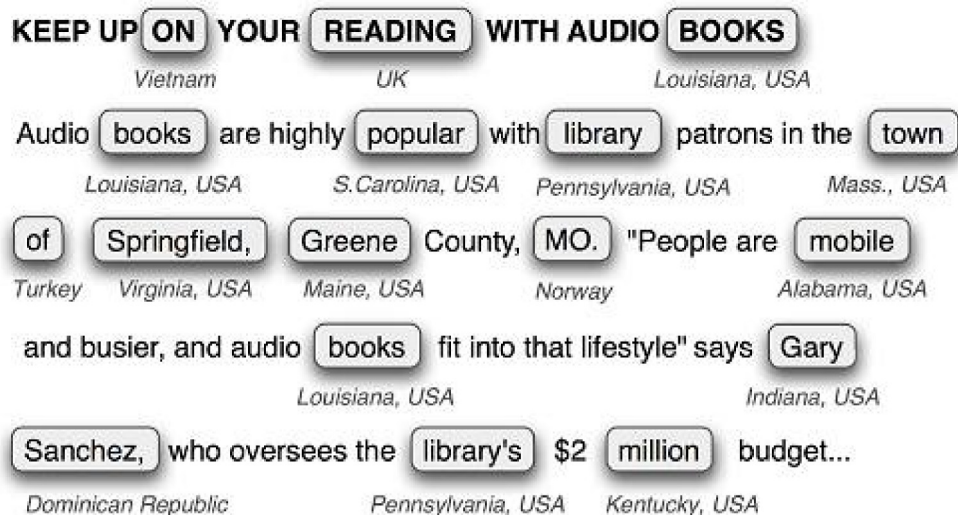 KEEP UP ON YOUR READING WITH AUDIO BOOKS
Vietnam UK Louisiana, USA
Audio books are highly popular with library patrons in the town
Louisiana, USA S.Carolina, USA Pennsylvania, USA Mass., USA
of Springfield, Greene County, MO. "People are mobile
Turkey Virginia, USA Maine, USA Norway Alabama, USA
and busier, and audio books fit into that lifestyle" says Gary
Louisiana, USA Indiana, USA
Sanchez, who oversees the library's $2 million budget...
Dominican Republic Pennsylvania, USA Kentucky, USA